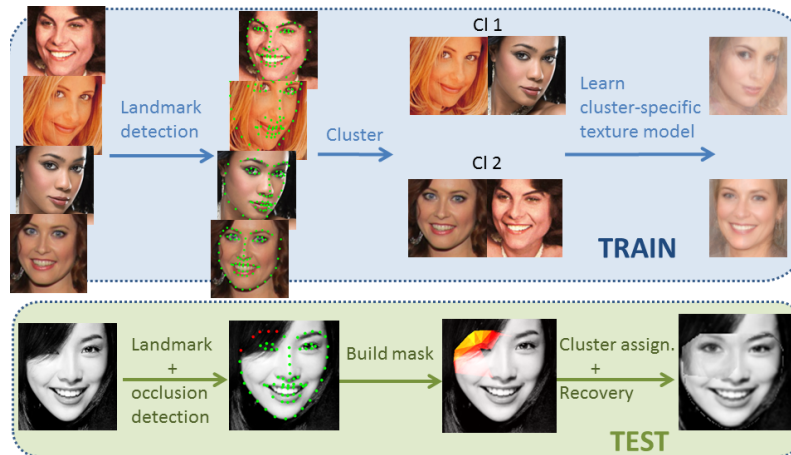 Landmark
detection
Cluster
Cl 1
Cl 2
Learn
cluster-specific
texture model
TRAIN
Landmark
+
occlusion
detection
Build mask
Cluster assign.
+
Recovery
TEST